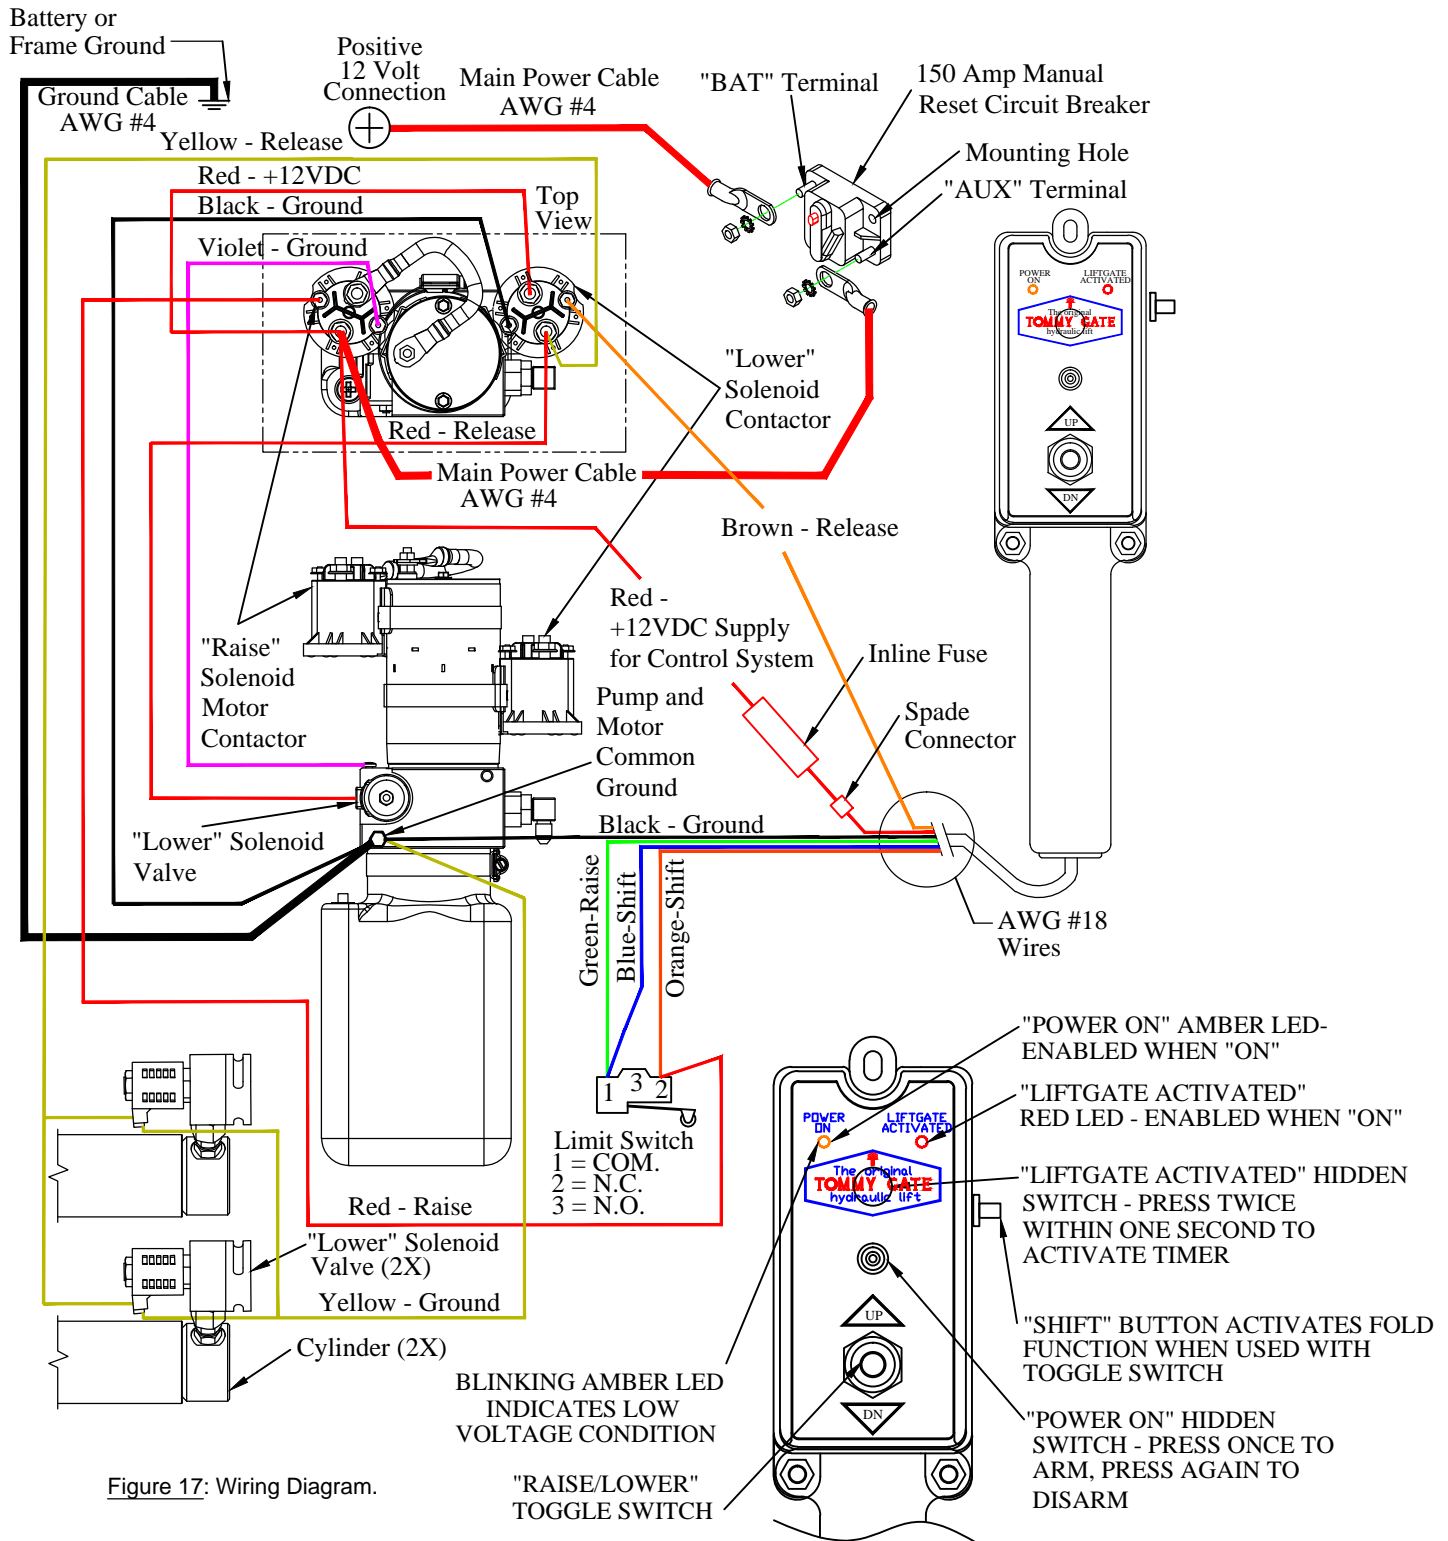 Battery or
Frame Ground
Positive
12 Volt
Connection
Main Power Cable
AWG #4
"BAT" Terminal
150 Amp Manual
Reset Circuit Breaker
Ground Cable
AWG #4
Yellow - Release
Mounting Hole
Red - +12VDC
"AUX" Terminal
Black - Ground
Top
View
Violet - Ground
POWER
ON
LIFTGATE
ACTIVATED
The original
TOMMY GATE
hydraulic lift
UP
DN
"Lower"
Solenoid
Contactor
Red - Release
Main Power Cable
AWG #4
Brown - Release
Red -
+12VDC Supply
for Control System
Inline Fuse
"Raise"
Solenoid
Motor
Contactor
Pump and
Motor
Common
Ground
Spade
Connector
"Lower" Solenoid
Valve
Black - Ground
Green-Raise
Blue-Shift
Orange-Shift
AWG #18
Wires
1
3
2
Limit Switch
1 = COM.
2 = N.C.
3 = N.O.
Red - Raise
"Lower" Solenoid
Valve (2X)
Yellow - Ground
Cylinder (2X)
POWER
ON
LIFTGATE
ACTIVATED
The original
TOMMY GATE
hydraulic lift
UP
DN
"POWER ON" AMBER LED-
ENABLED WHEN "ON"
"LIFTGATE ACTIVATED"
RED LED - ENABLED WHEN "ON"
"LIFTGATE ACTIVATED" HIDDEN
SWITCH - PRESS TWICE
WITHIN ONE SECOND TO
ACTIVATE TIMER
"SHIFT" BUTTON ACTIVATES FOLD
FUNCTION WHEN USED WITH
TOGGLE SWITCH
BLINKING AMBER LED
INDICATES LOW
VOLTAGE CONDITION
"POWER ON" HIDDEN
SWITCH - PRESS ONCE TO
ARM, PRESS AGAIN TO
DISARM
"RAISE/LOWER"
TOGGLE SWITCH
Figure 17: Wiring Diagram.